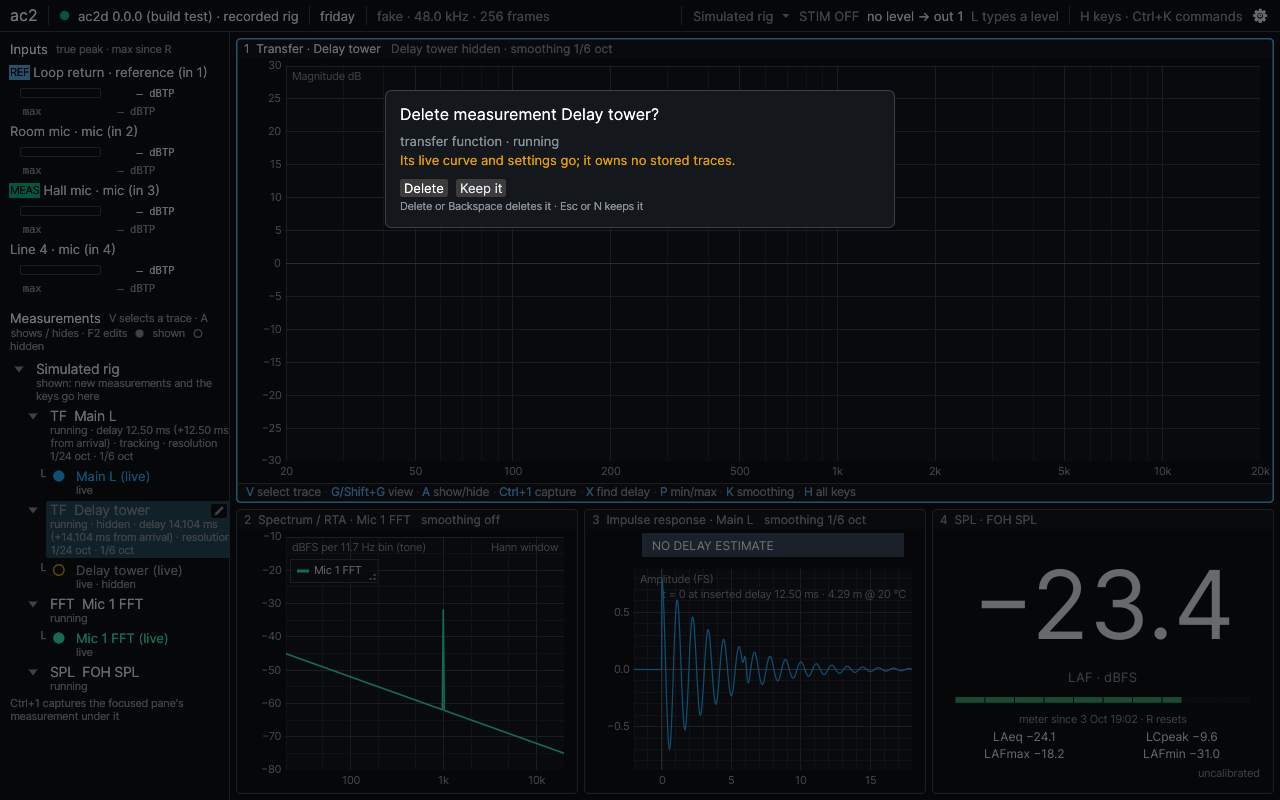 ac2 ac2d 0.0.0 (build test) · recorded rig friday fake · 48.0 kHz · 256 frames Simulated rig STIM OFF no level → out 1 L types a level H keys · Ctrl+K commands
Inputs true peak · max since R
REF Loop return · reference (in 1)
– dBTP
max – dBTP
Room mic · mic (in 2)
– dBTP
max – dBTP
MEAS Hall mic · mic (in 3)
– dBTP
max – dBTP
Line 4 · mic (in 4)
– dBTP
max – dBTP
Measurements V selects a trace · A
shows / hides · F2 edits shown
hidden
Simulated rig
shown: new measurements and the
keys go here
TF Main L
running · delay 12.50 ms (+12.50 ms
from arrival) · tracking · resolution
1/24 oct · 1/6 oct
Main L (live)
live
TF Delay tower
running · hidden · delay 14.104 ms
(+14.104 ms from arrival) · resolution
1/24 oct · 1/6 oct
Delay tower (live)
live · hidden
FFT Mic 1 FFT
running
Mic 1 FFT (live)
live
SPL FOH SPL
running
Ctrl+1 captures the focused pane's
measurement under it
1 Transfer · Delay tower Delay tower hidden · smoothing 1/6 oct
Magnitude dB
30
25
20
15
10
5
0
−5
−10
−15
−20
−25
−30
20 50 100 200 500 1k 2k 5k 10k 20k
V select trace · G/Shift+G view · A show/hide · Ctrl+1 capture · X find delay · P min/max · K smoothing · H all keys
Delete measurement Delay tower?
transfer function · running
Its live curve and settings go; it owns no stored traces.
Delete Keep it
Delete or Backspace deletes it · Esc or N keeps it
2 Spectrum / RTA · Mic 1 FFT smoothing off
dBFS per 11.7 Hz bin (tone) Hann window
Mic 1 FFT
−10
−20
−30
−40
−50
−60
−70
−80
100 1k 10k
3 Impulse response · Main L smoothing 1/6 oct
NO DELAY ESTIMATE
Amplitude (FS)
t = 0 at inserted delay 12.50 ms · 4.29 m @ 20 °C
0.5
0.0
−0.5
0 5 10 15
4 SPL · FOH SPL
−23.4
LAF · dBFS
meter since 3 Oct 19:02 · R resets
LAeq −24.1 LCpeak −9.6
LAFmax −18.2 LAFmin −31.0
uncalibrated